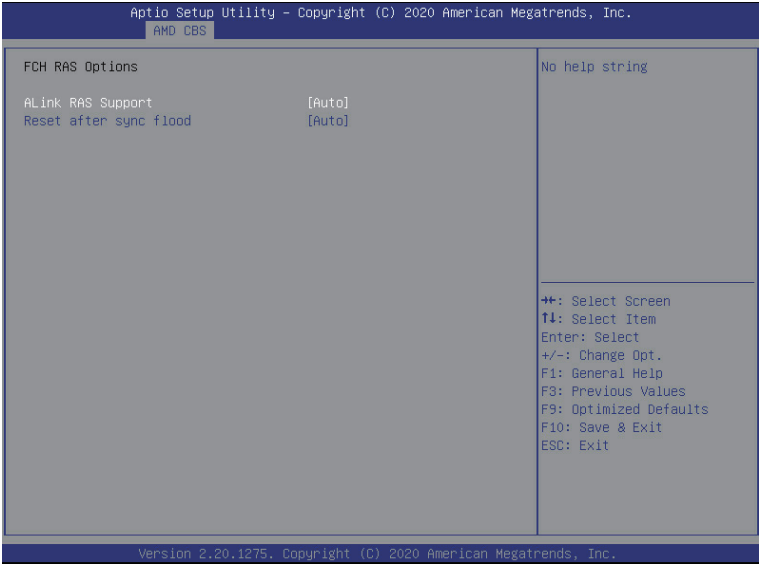 Aptio Setup Utility – Copyright (C) 2020 American Megatrends, Inc.
AMD CBS
FCH RAS Options
No help string
ALink RAS Support [Auto]
Reset after sync flood [Auto]
→←: Select Screen
↑↓: Select Item
Enter: Select
+/-: Change Opt.
F1: General Help
F3: Previous Values
F9: Optimized Defaults
F10: Save & Exit
ESC: Exit
Version 2.20.1275. Copyright (C) 2020 American Megatrends, Inc.